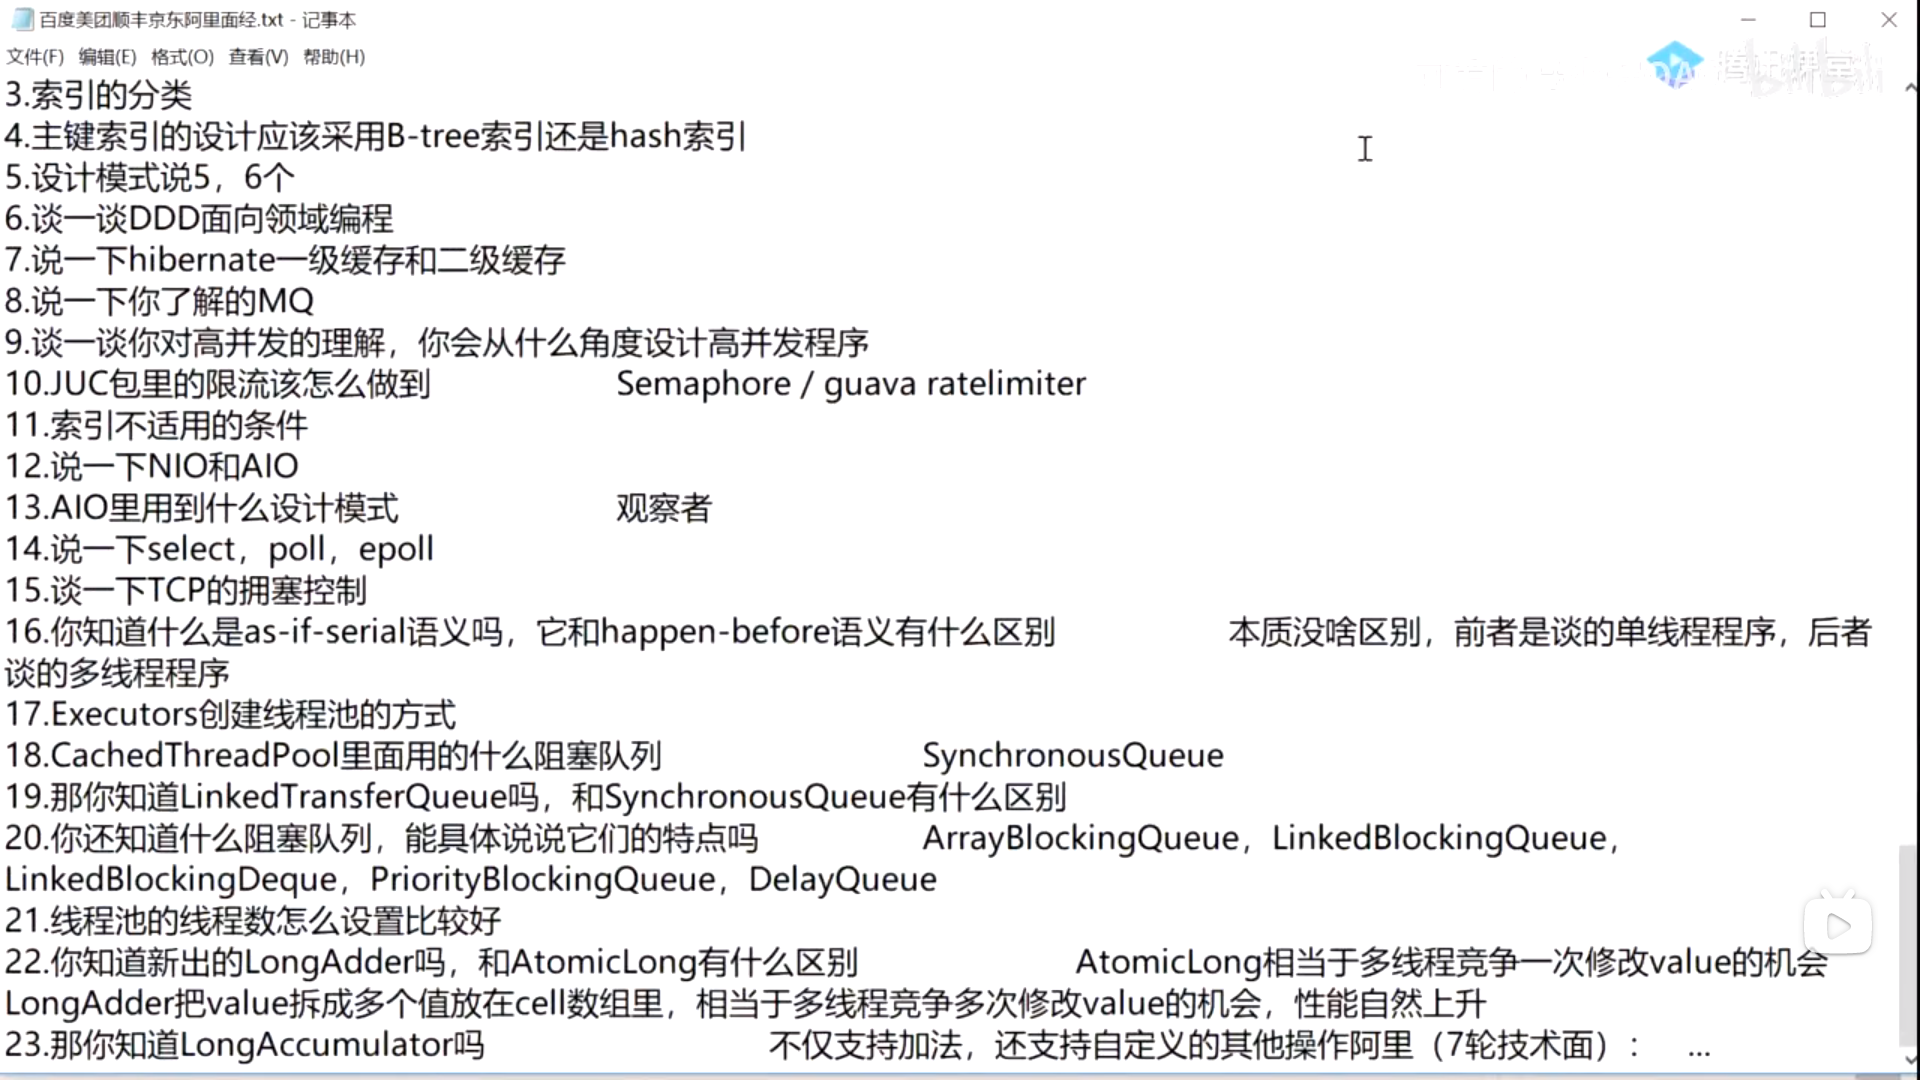 百度美团顺丰京东阿里面经.txt - 记事本
文件(F) 编辑(E) 格式(O) 查看(V) 帮助(H)
腾讯课堂
bilibili
3.索引的分类
4.主键索引的设计应该采用B-tree索引还是hash索引
5.设计模式说5，6个
6.谈一谈DDD面向领域编程
7.说一下hibernate一级缓存和二级缓存
8.说一下你了解的MQ
9.谈一谈你对高并发的理解，你会从什么角度设计高并发程序
10.JUC包里的限流该怎么做到 Semaphore / guava ratelimiter
11.索引不适用的条件
12.说一下NIO和AIO
13.AIO里用到什么设计模式 观察者
14.说一下select，poll，epoll
15.谈一下TCP的拥塞控制
16.你知道什么是as-if-serial语义吗，它和happen-before语义有什么区别 本质没啥区别，前者是谈的单线程程序，后者
谈的多线程程序
17.Executors创建线程池的方式
18.CachedThreadPool里面用的什么阻塞队列 SynchronousQueue
19.那你知道LinkedTransferQueue吗，和SynchronousQueue有什么区别
20.你还知道什么阻塞队列，能具体说说它们的特点吗 ArrayBlockingQueue，LinkedBlockingQueue，
LinkedBlockingDeque，PriorityBlockingQueue，DelayQueue
21.线程池的线程数怎么设置比较好
22.你知道新出的LongAdder吗，和AtomicLong有什么区别 AtomicLong相当于多线程竞争一次修改value的机会
LongAdder把value拆成多个值放在cell数组里，相当于多线程竞争多次修改value的机会，性能自然上升
23.那你知道LongAccumulator吗 不仅支持加法，还支持自定义的其他操作阿里（7轮技术面）： ...